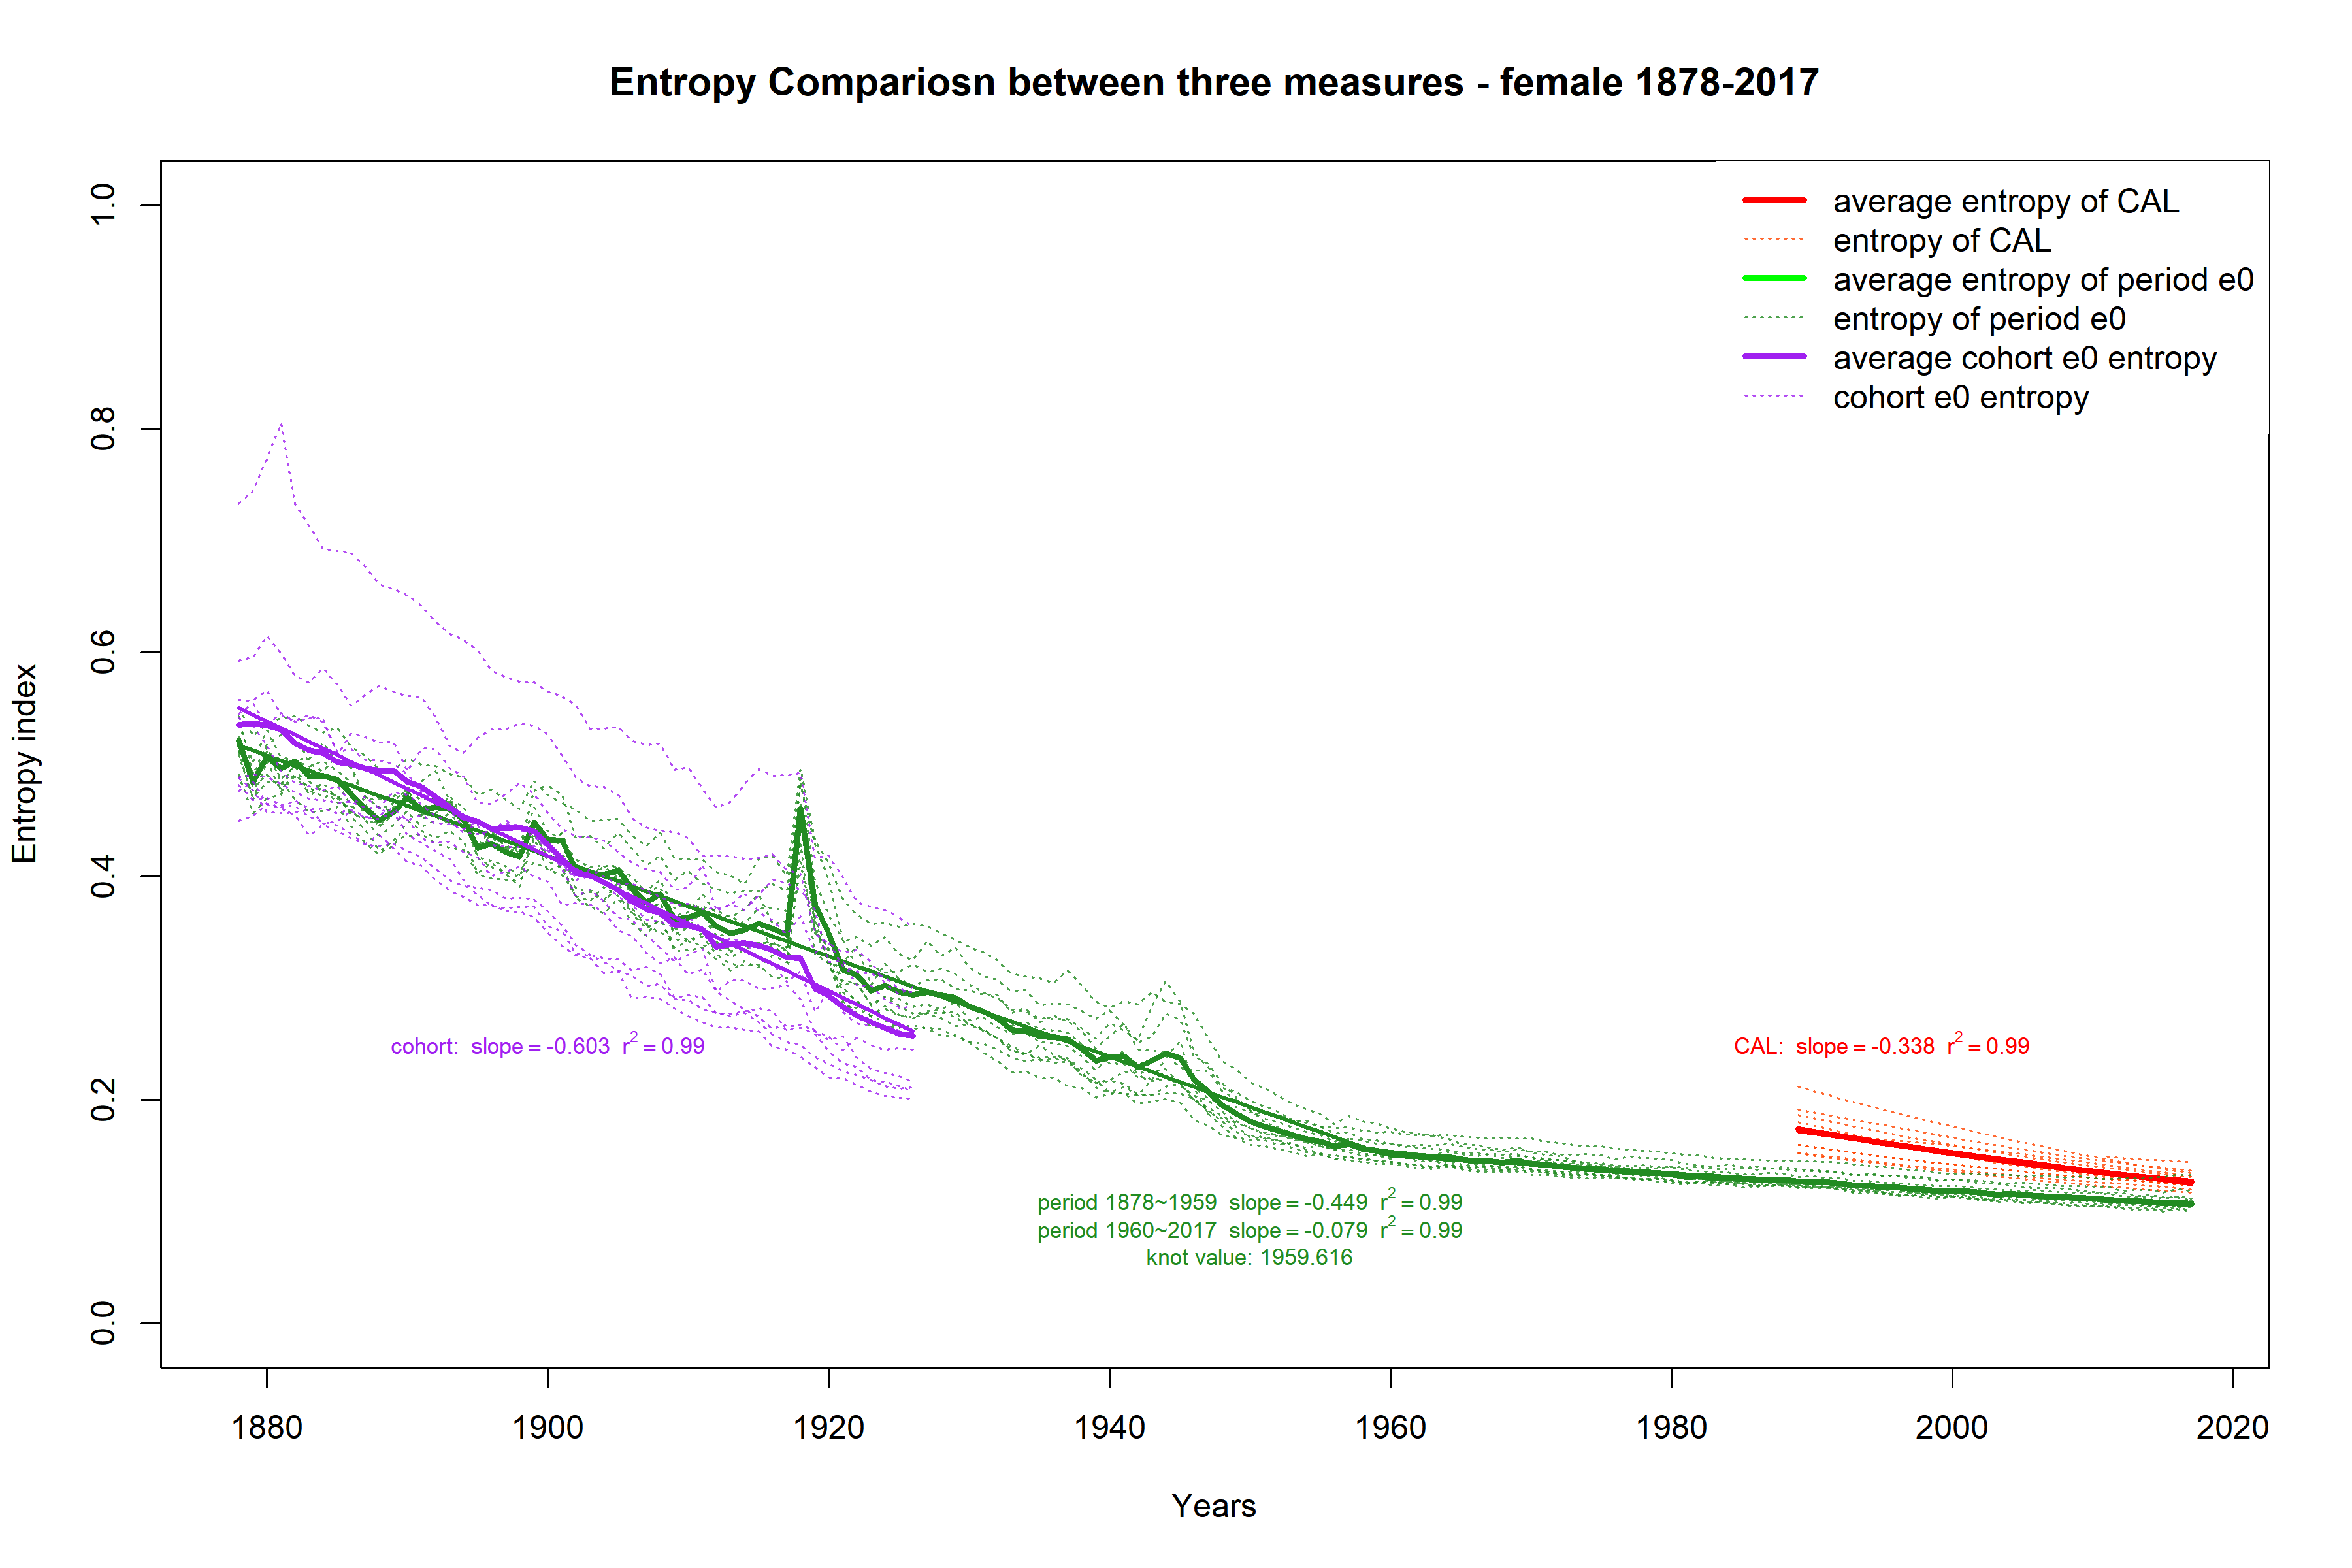 Entropy Compariosn between three measures - female 1878-2017
average entropy of CAL
entropy of CAL
average entropy of period e0
entropy of period e0
average cohort e0 entropy
cohort e0 entropy
Entropy index
1.0
0.8
0.6
0.4
0.2
0.0
cohort: slope = -0.603 r² = 0.99
CAL: slope = -0.338 r² = 0.99
period 1878~1959 slope = -0.449 r² = 0.99
period 1960~2017 slope = -0.079 r² = 0.99
knot value: 1959.616
1880 1900 1920 1940 1960 1980 2000 2020
Years